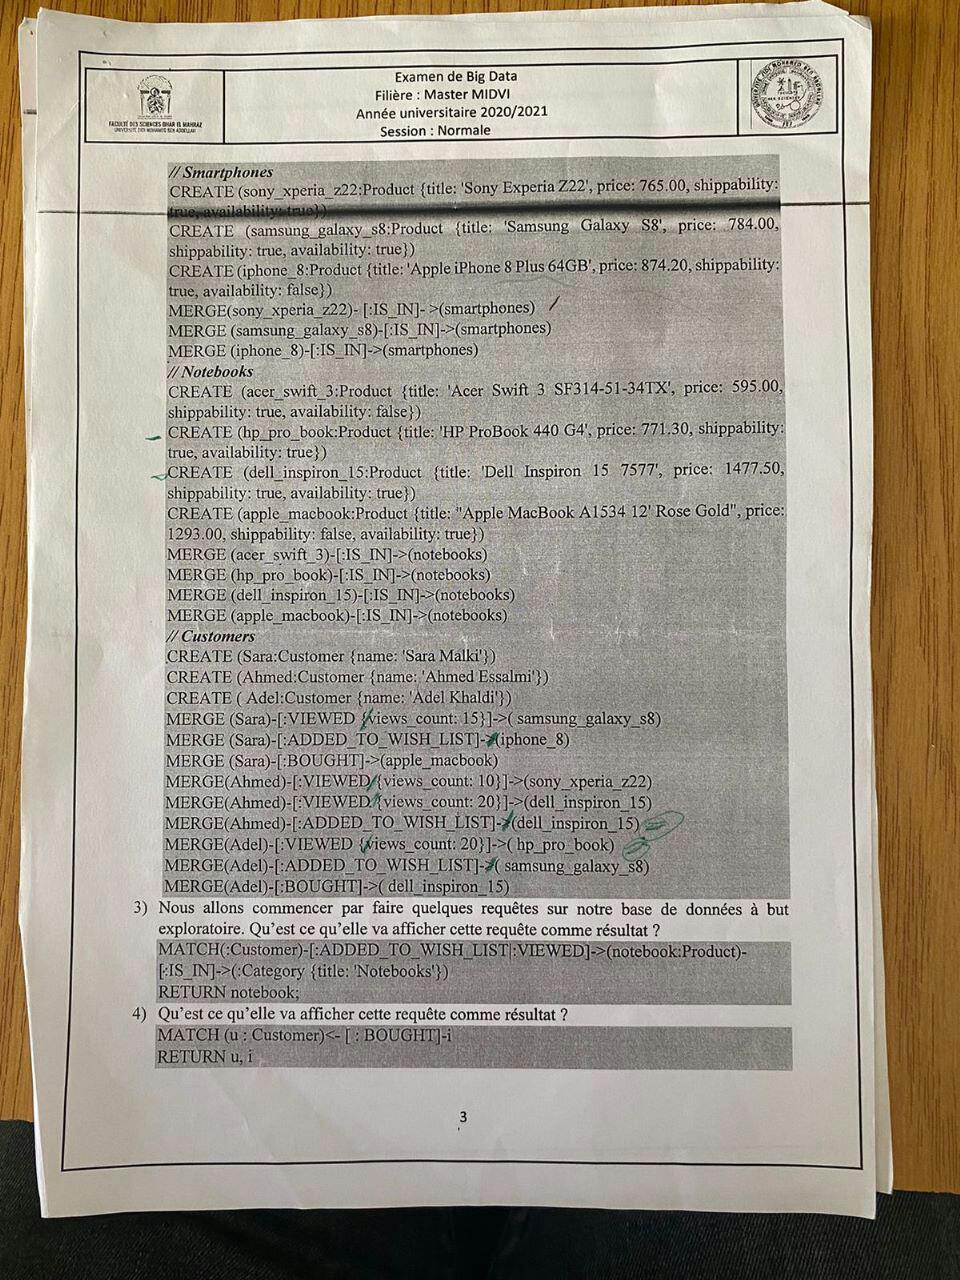 Examen de Big Data
Filière : Master MIDVI
Année universitaire 2020/2021
Session : Normale
FACULTÉ DES SCIENCES DHAR EL MAHRAZ
UNIVERSITÉ SIDI MOHAMED BEN ABDELLAH
// Smartphones
CREATE (sony_xperia_z22:Product {title: 'Sony Experia Z22', price: 765.00, shippability:
true, availability: true})
CREATE (samsung_galaxy_s8:Product {title: 'Samsung Galaxy S8', price: 784.00,
shippability: true, availability: true})
CREATE (iphone_8:Product {title: 'Apple iPhone 8 Plus 64GB', price: 874.20, shippability:
true, availability: false})
MERGE(sony_xperia_z22)- [:IS_IN]- >(smartphones)
MERGE (samsung_galaxy_s8)-[:IS_IN]->(smartphones)
MERGE (iphone_8)-[:IS_IN]->(smartphones)
// Notebooks
CREATE (acer_swift_3:Product {title: 'Acer Swift 3 SF314-51-34TX', price: 595.00,
shippability: true, availability: false})
CREATE (hp_pro_book:Product {title: 'HP ProBook 440 G4', price: 771.30, shippability:
true, availability: true})
CREATE (dell_inspiron_15:Product {title: 'Dell Inspiron 15 7577', price: 1477.50,
shippability: true, availability: true})
CREATE (apple_macbook:Product {title: "Apple MacBook A1534 12' Rose Gold", price:
1293.00, shippability: false, availability: true})
MERGE (acer_swift_3)-[:IS_IN]->(notebooks)
MERGE (hp_pro_book)-[:IS_IN]->(notebooks)
MERGE (dell_inspiron_15)-[:IS_IN]->(notebooks)
MERGE (apple_macbook)-[:IS_IN]->(notebooks)
// Customers
CREATE (Sara:Customer {name: 'Sara Malki'})
CREATE (Ahmed:Customer {name: 'Ahmed Essalmi'})
CREATE ( Adel:Customer {name: 'Adel Khaldi'})
MERGE (Sara)-[:VIEWED {views_count: 15}]->( samsung_galaxy_s8)
MERGE (Sara)-[:ADDED_TO_WISH_LIST]->(iphone_8)
MERGE (Sara)-[:BOUGHT]->(apple_macbook)
MERGE(Ahmed)-[:VIEWED {views_count: 10}]->(sony_xperia_z22)
MERGE(Ahmed)-[:VIEWED {views_count: 20}]->(dell_inspiron_15)
MERGE(Ahmed)-[:ADDED_TO_WISH_LIST]->(dell_inspiron_15)
MERGE(Adel)-[:VIEWED {views_count: 20}]->( hp_pro_book)
MERGE(Adel)-[:ADDED_TO_WISH_LIST]->( samsung_galaxy_s8)
MERGE(Adel)-[:BOUGHT]->( dell_inspiron_15)
3) Nous allons commencer par faire quelques requêtes sur notre base de données à but
exploratoire. Qu'est ce qu'elle va afficher cette requête comme résultat ?
MATCH(:Customer)-[:ADDED_TO_WISH_LIST|:VIEWED]->(notebook:Product)-
[:IS_IN]->(:Category {title: 'Notebooks'})
RETURN notebook;
4) Qu'est ce qu'elle va afficher cette requête comme résultat ?
MATCH (u : Customer)<- [ : BOUGHT]-i
RETURN u, i
3